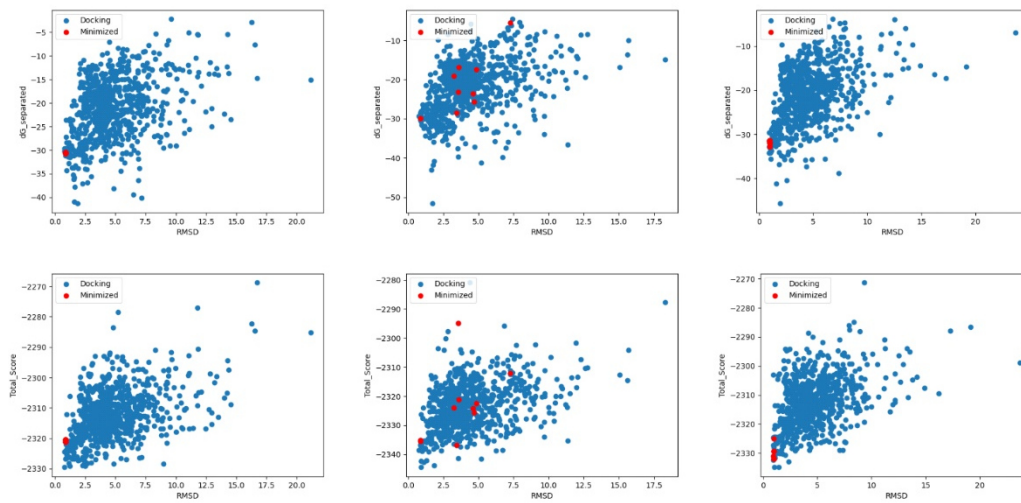 Docking
Minimized
dG_separated
−5
−10
−15
−20
−25
−30
−35
−40
0.0 2.5 5.0 7.5 10.0 12.5 15.0 17.5 20.0
RMSD
Docking
Minimized
dG_separated
−10
−20
−30
−40
−50
0.0 2.5 5.0 7.5 10.0 12.5 15.0 17.5
RMSD
Docking
Minimized
dG_separated
−10
−20
−30
−40
0 5 10 15 20
RMSD
Docking
Minimized
Total_Score
−2270
−2280
−2290
−2300
−2310
−2320
−2330
0.0 2.5 5.0 7.5 10.0 12.5 15.0 17.5 20.0
RMSD
Docking
Minimized
Total_Score
−2280
−2290
−2300
−2310
−2320
−2330
−2340
0.0 2.5 5.0 7.5 10.0 12.5 15.0 17.5
RMSD
Docking
Minimized
Total_Score
−2270
−2280
−2290
−2300
−2310
−2320
−2330
0 5 10 15 20
RMSD